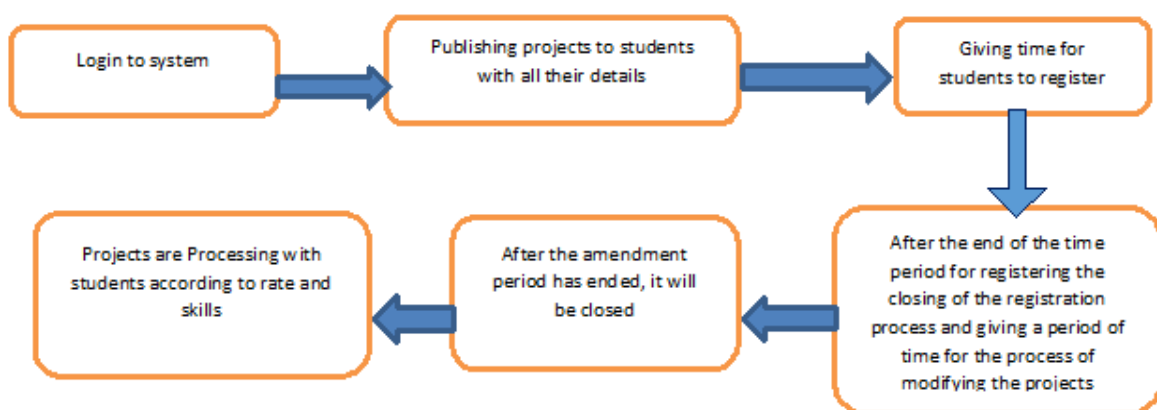 Login to system
Publishing projects to students
with all their details
Giving time for
students to register
After the end of the time
period for registering the
closing of the registration
process and giving a period of
time for the process of
modifying the projects
After the amendment
period has ended, it will
be closed
Projects are Processing with
students according to rate and
skills